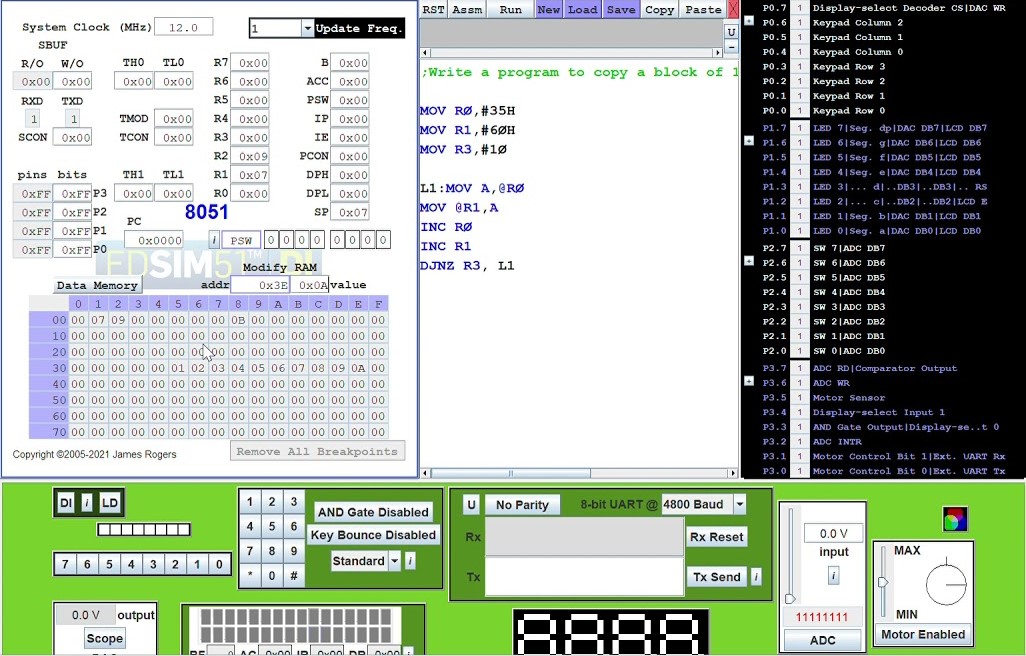 System Clock (MHz) 12.0 1 Update Freq.
SBUF
R/O W/O TH0 TL0 R7 0x00 B 0x00
0x00 0x00 0x00 0x00 R6 0x00 ACC 0x00
RXD TXD R5 0x00 PSW 0x00
1 1 TMOD 0x00 R4 0x00 IP 0x00
SCON 0x00 TCON 0x00 R3 0x00 IE 0x00
R2 0x09 PCON 0x00
pins bits TH1 TL1 R1 0x07 DPH 0x00
0xFF 0xFF P3 0x00 0x00 R0 0x00 DPL 0x00
0xFF 0xFF P2 8051 SP 0x07
0xFF 0xFF P1 PC
0xFF 0xFF P0 0x0000 i PSW 0 0 0 0 0 0 0 0
EDSIM51 DI
Modify RAM
Data Memory addr 0x3E 0x0A value
0 1 2 3 4 5 6 7 8 9 A B C D E F
00 00 07 09 00 00 00 00 00 0B 00 00 00 00 00 00 00
10 00 00 00 00 00 00 00 00 00 00 00 00 00 00 00 00
20 00 00 00 00 00 00 00 00 00 00 00 00 00 00 00
30 00 00 00 00 00 01 02 03 04 05 06 07 08 09 0A 00
40 00 00 00 00 00 00 00 00 00 00 00 00 00 00 00 00
50 00 00 00 00 00 00 00 00 00 00 00 00 00 00 00 00
60 00 00 00 00 00 00 00 00 00 00 00 00 00 00 00 00
70 00 00 00 00 00 00 00 00 00 00 00 00 00 00 00 00
Copyright ©2005-2021 James Rogers Remove All Breakpoints
RST Assm Run New Load Save Copy Paste X
U
–
;Write a program to copy a block of 1
MOV RØ,#35H
MOV R1,#6ØH
MOV R3,#1Ø
L1:MOV A,@RØ
MOV @R1,A
INC RØ
INC R1
DJNZ R3, L1
P0.7 1 Display-select Decoder CS|DAC WR
+ P0.6 1 Keypad Column 2
P0.5 1 Keypad Column 1
P0.4 1 Keypad Column 0
P0.3 1 Keypad Row 3
P0.2 1 Keypad Row 2
P0.1 1 Keypad Row 1
P0.0 1 Keypad Row 0
P1.7 1 LED 7|Seg. dp|DAC DB7|LCD DB7
+ P1.6 1 LED 6|Seg. g|DAC DB6|LCD DB6
P1.5 1 LED 5|Seg. f|DAC DB5|LCD DB5
P1.4 1 LED 4|Seg. e|DAC DB4|LCD DB4
P1.3 1 LED 3|... d|..DB3|..DB3|.. RS
P1.2 1 LED 2|... c|..DB2|..DB2|LCD E
P1.1 1 LED 1|Seg. b|DAC DB1|LCD DB1
P1.0 1 LED 0|Seg. a|DAC DB0|LCD DB0
P2.7 1 SW 7|ADC DB7
+ P2.6 1 SW 6|ADC DB6
P2.5 1 SW 5|ADC DB5
P2.4 1 SW 4|ADC DB4
P2.3 1 SW 3|ADC DB3
P2.2 1 SW 2|ADC DB2
P2.1 1 SW 1|ADC DB1
P2.0 1 SW 0|ADC DB0
P3.7 1 ADC RD|Comparator Output
+ P3.6 1 ADC WR
P3.5 1 Motor Sensor
P3.4 1 Display-select Input 1
P3.3 1 AND Gate Output|Display-se..t 0
P3.2 1 ADC INTR
P3.1 1 Motor Control Bit 1|Ext. UART Rx
P3.0 1 Motor Control Bit 0|Ext. UART Tx
DI i LD
7 6 5 4 3 2 1 0
0.0 V output
Scope
1 2 3
4 5 6
7 8 9
* 0 #
AND Gate Disabled
Key Bounce Disabled
Standard i
U No Parity 8-bit UART @ 4800 Baud
Rx Rx Reset
Tx Tx Send i
8888
0.0 V
input
i
11111111
ADC
MAX
MIN
Motor Enabled